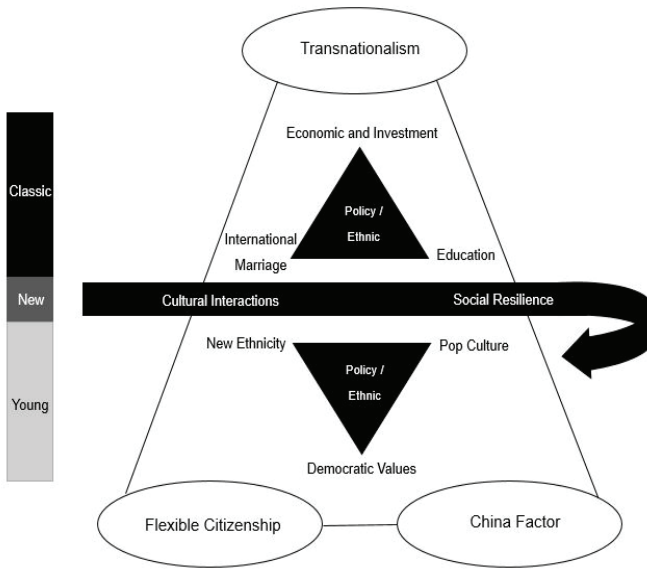 Transnationalism
Economic and Investment
Classic
Policy /
Ethnic
International
Marriage
Education
New
Cultural Interactions
Social Resilience
New Ethnicity
Pop Culture
Policy /
Ethnic
Young
Democratic Values
Flexible Citizenship
China Factor